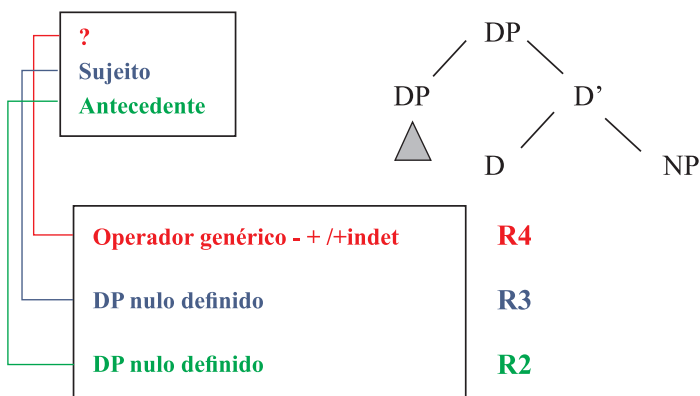 ?
Sujeito
Antecedente
DP
DP
D’
D
NP
Operador genérico - + /+indet
R4
DP nulo definido
R3
DP nulo definido
R2